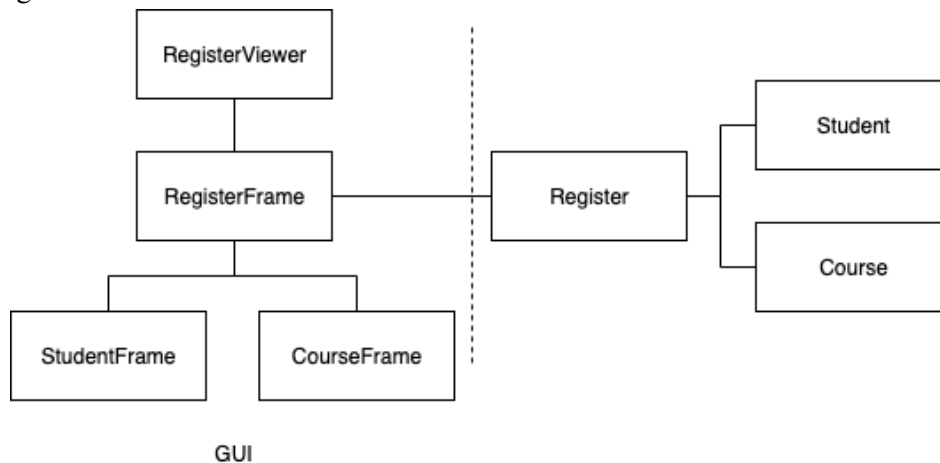 RegisterViewer
Student
RegisterFrame
Register
Course
StudentFrame
CourseFrame
GUI